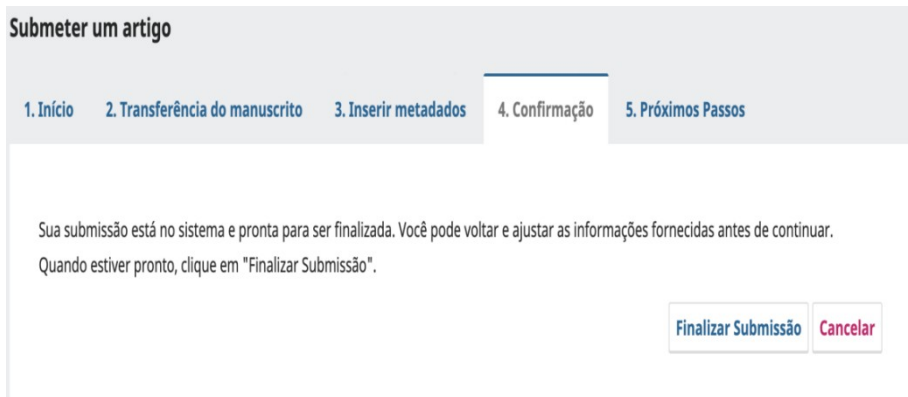 Submeter um artigo
1. Início 2. Transferência do manuscrito 3. Inserir metadados 4. Confirmação 5. Próximos Passos
Sua submissão está no sistema e pronta para ser finalizada. Você pode voltar e ajustar as informações fornecidas antes de continuar.
Quando estiver pronto, clique em "Finalizar Submissão".
Finalizar Submissão Cancelar